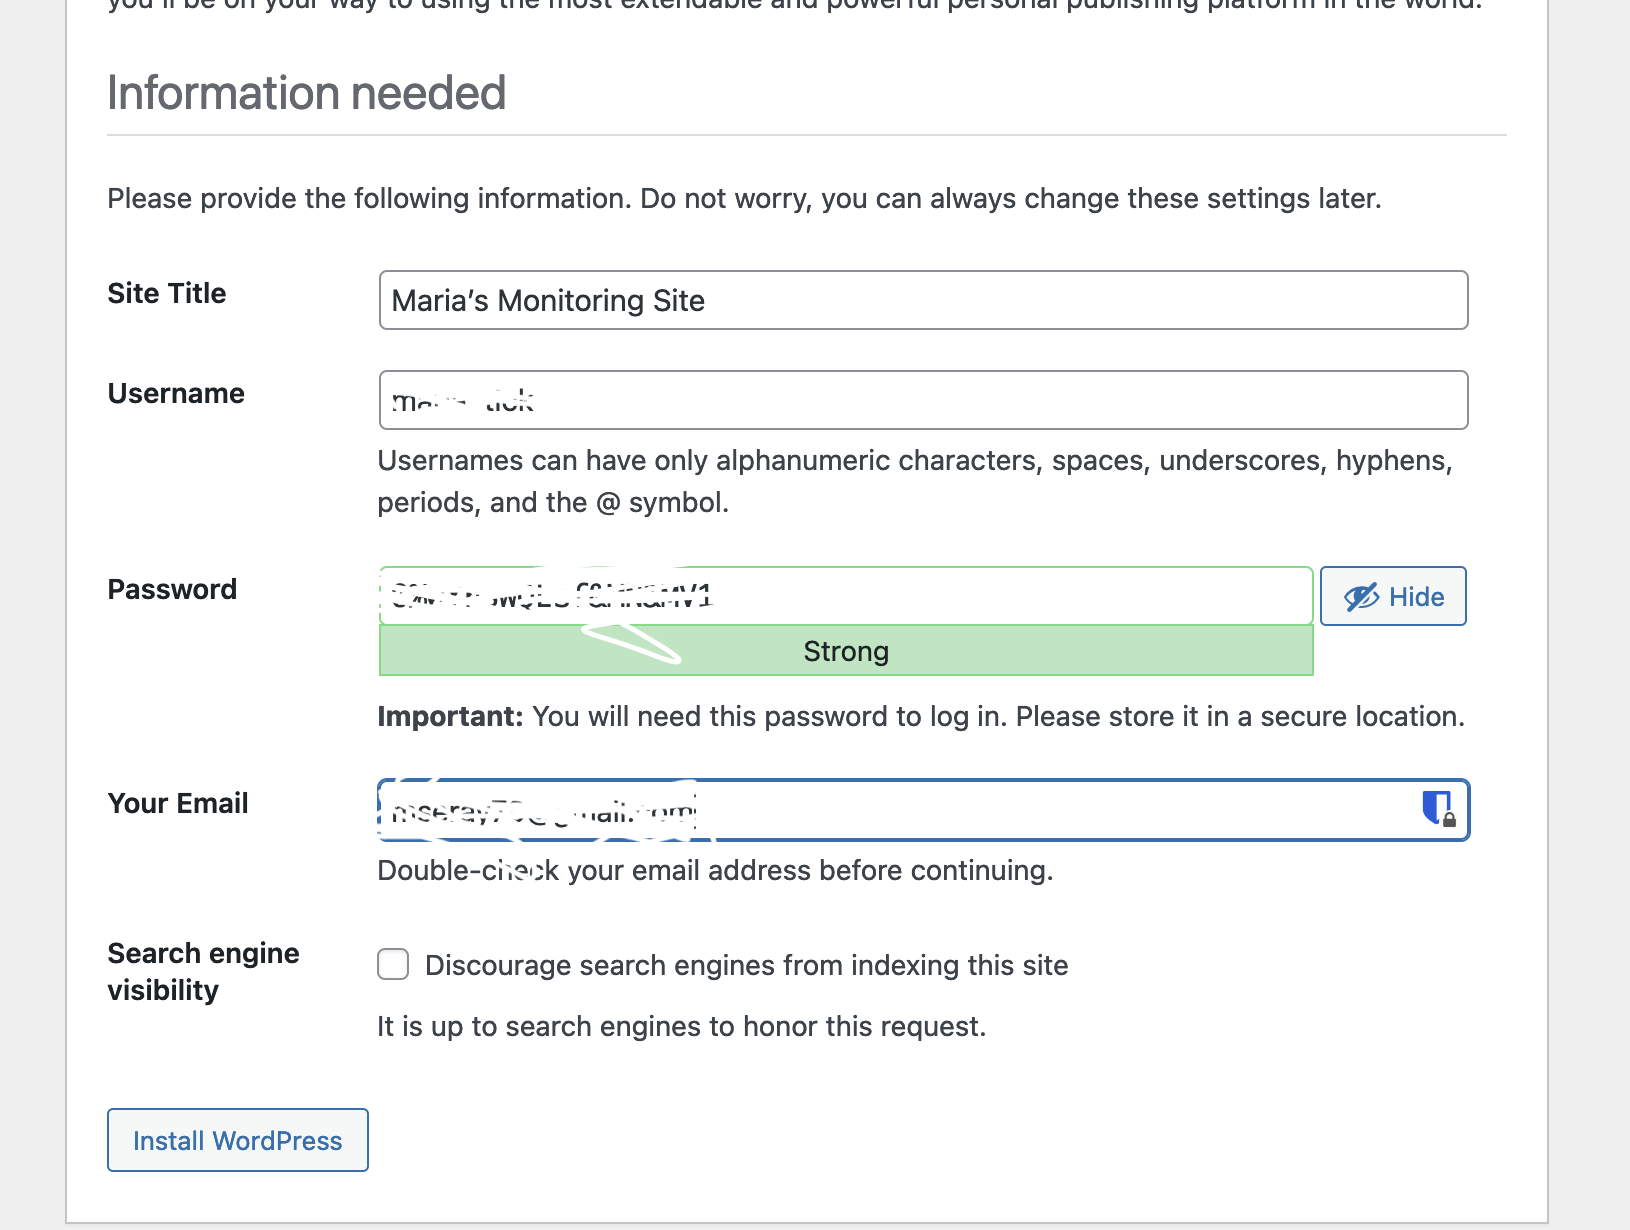 you'll be on your way to using the most extendable and powerful personal publishing platform in the world.
Information needed
Please provide the following information. Do not worry, you can always change these settings later.
Site Title
Maria's Monitoring Site
Username
Usernames can have only alphanumeric characters, spaces, underscores, hyphens,
periods, and the @ symbol.
Password
Hide
Strong
Important: You will need this password to log in. Please store it in a secure location.
Your Email
Double-check your email address before continuing.
Search engine
visibility
Discourage search engines from indexing this site
It is up to search engines to honor this request.
Install WordPress